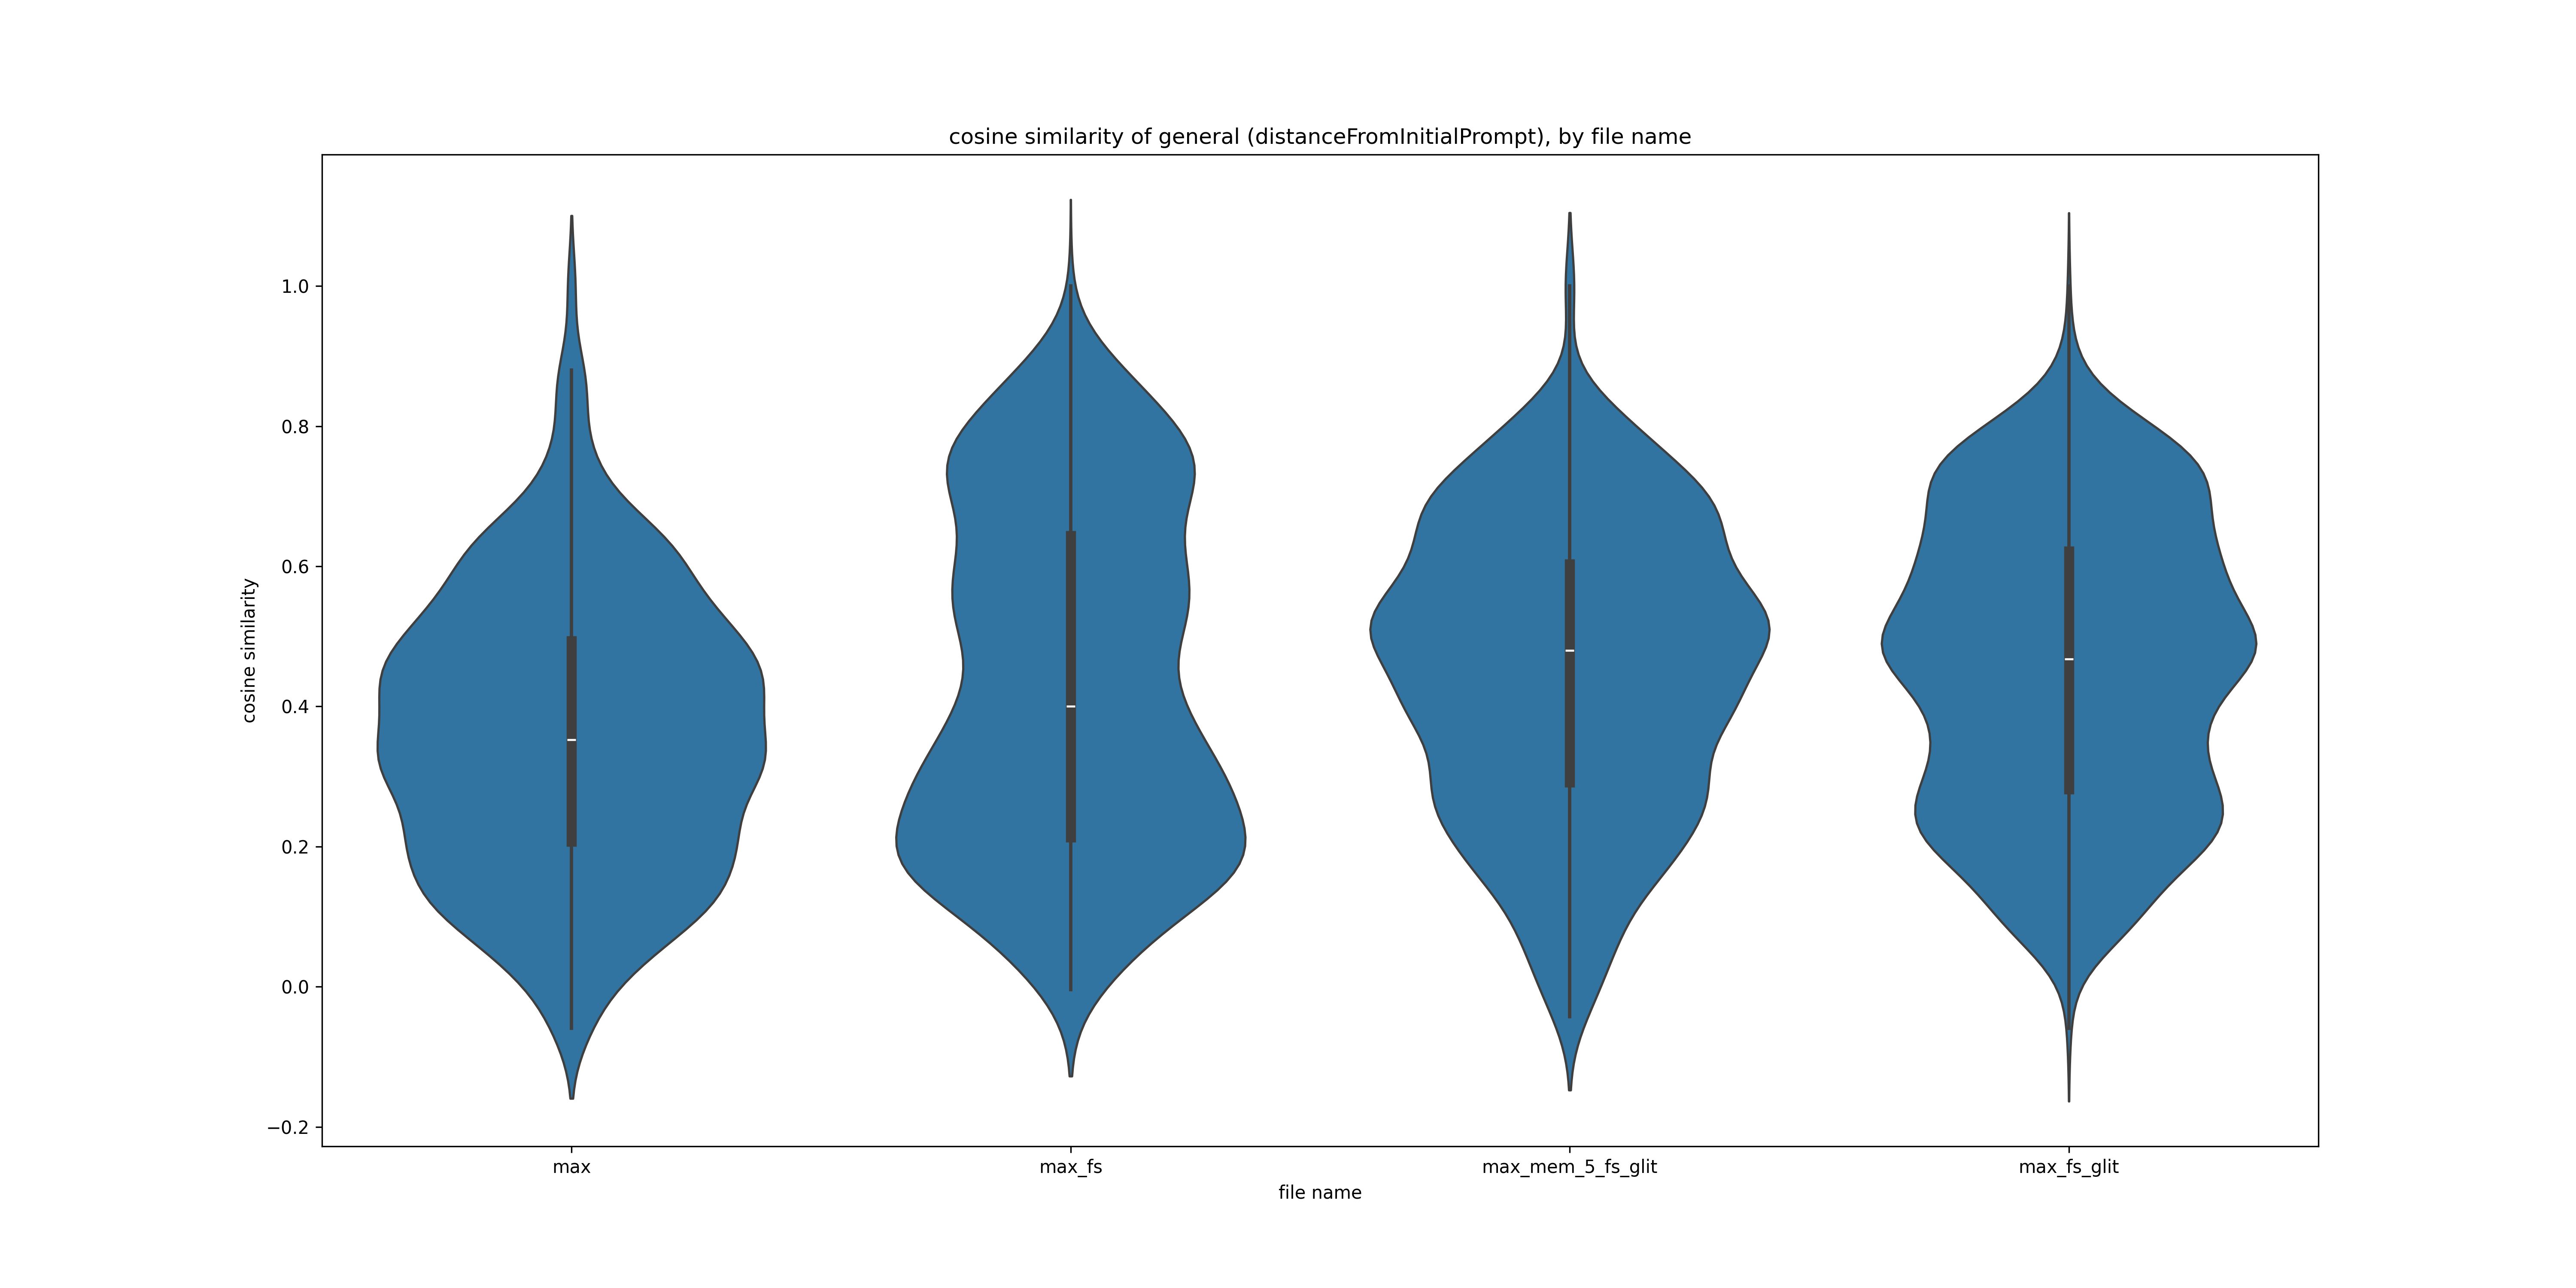 cosine similarity of general (distanceFromInitialPrompt), by file name
cosine similarity
1.0
0.8
0.6
0.4
0.2
0.0
−0.2
max
max_fs
max_mem_5_fs_glit
max_fs_glit
file name